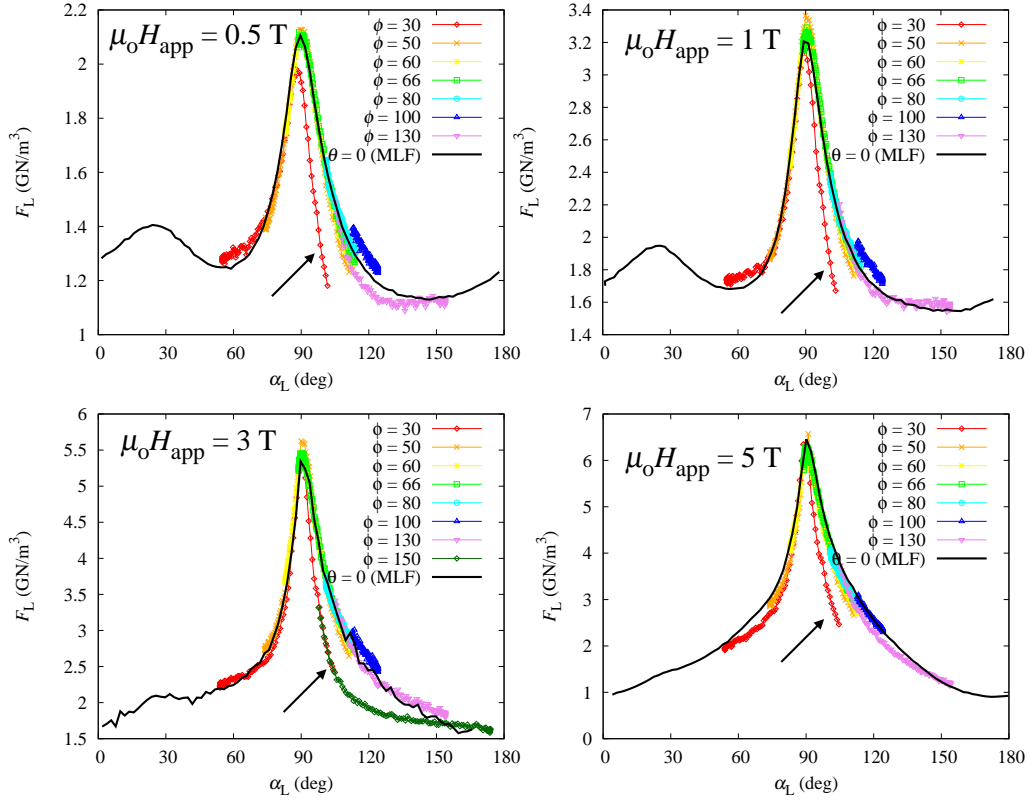 μoHapp = 0.5 T
ϕ = 30
ϕ = 50
ϕ = 60
ϕ = 66
ϕ = 80
ϕ = 100
ϕ = 130
θ = 0 (MLF)
FL (GN/m³)
2.2
2
1.8
1.6
1.4
1.2
1
0 30 60 90 120 150 180
αL (deg)
μoHapp = 1 T
ϕ = 30
ϕ = 50
ϕ = 60
ϕ = 66
ϕ = 80
ϕ = 100
ϕ = 130
θ = 0 (MLF)
FL (GN/m³)
3.4
3.2
3
2.8
2.6
2.4
2.2
2
1.8
1.6
1.4
0 30 60 90 120 150 180
αL (deg)
μoHapp = 3 T
ϕ = 30
ϕ = 50
ϕ = 60
ϕ = 66
ϕ = 80
ϕ = 100
ϕ = 130
ϕ = 150
θ = 0 (MLF)
FL (GN/m³)
6
5.5
5
4.5
4
3.5
3
2.5
2
1.5
0 30 60 90 120 150 180
αL (deg)
μoHapp = 5 T
ϕ = 30
ϕ = 50
ϕ = 60
ϕ = 66
ϕ = 80
ϕ = 100
ϕ = 130
θ = 0 (MLF)
FL (GN/m³)
7
6
5
4
3
2
1
0
0 30 60 90 120 150 180
αL (deg)